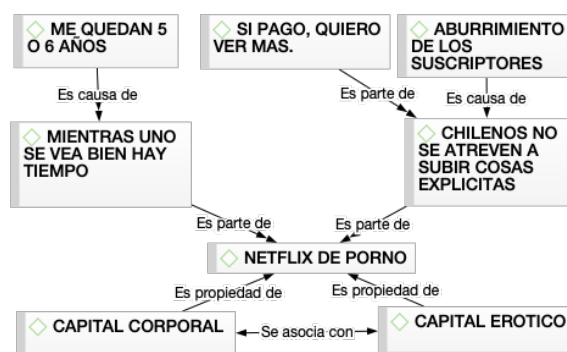 ME QUEDAN 5
O 6 AÑOS
SI PAGO, QUIERO
VER MAS.
ABURRIMIENTO
DE LOS
SUSCRIPTORES
Es causa de
Es parte de
Es causa de
MIENTRAS UNO
SE VEA BIEN HAY
TIEMPO
CHILENOS NO
SE ATREVEN A
SUBIR COSAS
EXPLICITAS
Es parte de
Es parte de
NETFLIX DE PORNO
Es propiedad de
Es propiedad de
CAPITAL CORPORAL
Se asocia con
CAPITAL EROTICO